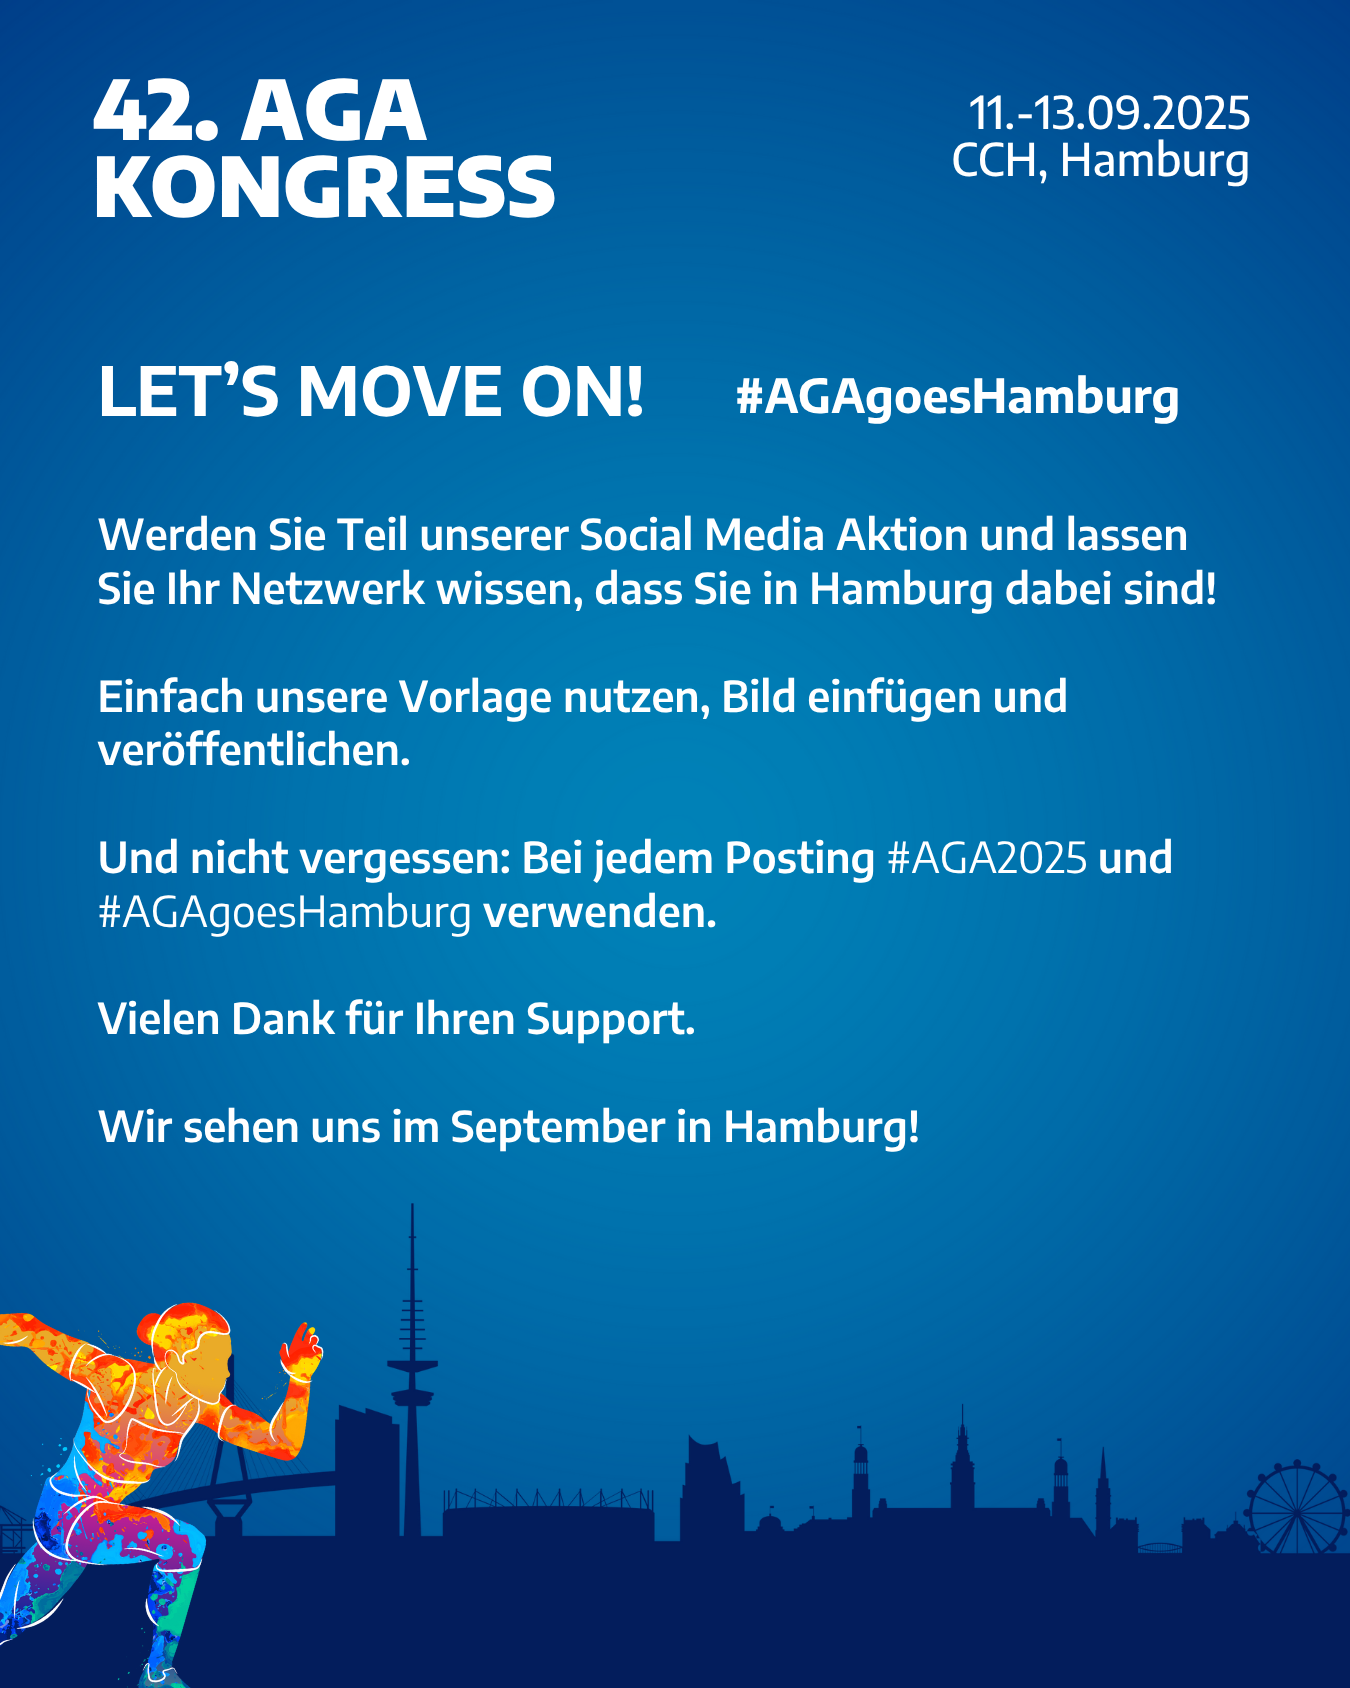 42. AGA
KONGRESS
11.-13.09.2025
CCH, Hamburg
LET’S MOVE ON!
#AGAgoesHamburg
Werden Sie Teil unserer Social Media Aktion und lassen
Sie Ihr Netzwerk wissen, dass Sie in Hamburg dabei sind!
Einfach unsere Vorlage nutzen, Bild einfügen und
veröffentlichen.
Und nicht vergessen: Bei jedem Posting #AGA2025 und
#AGAgoesHamburg verwenden.
Vielen Dank für Ihren Support.
Wir sehen uns im September in Hamburg!